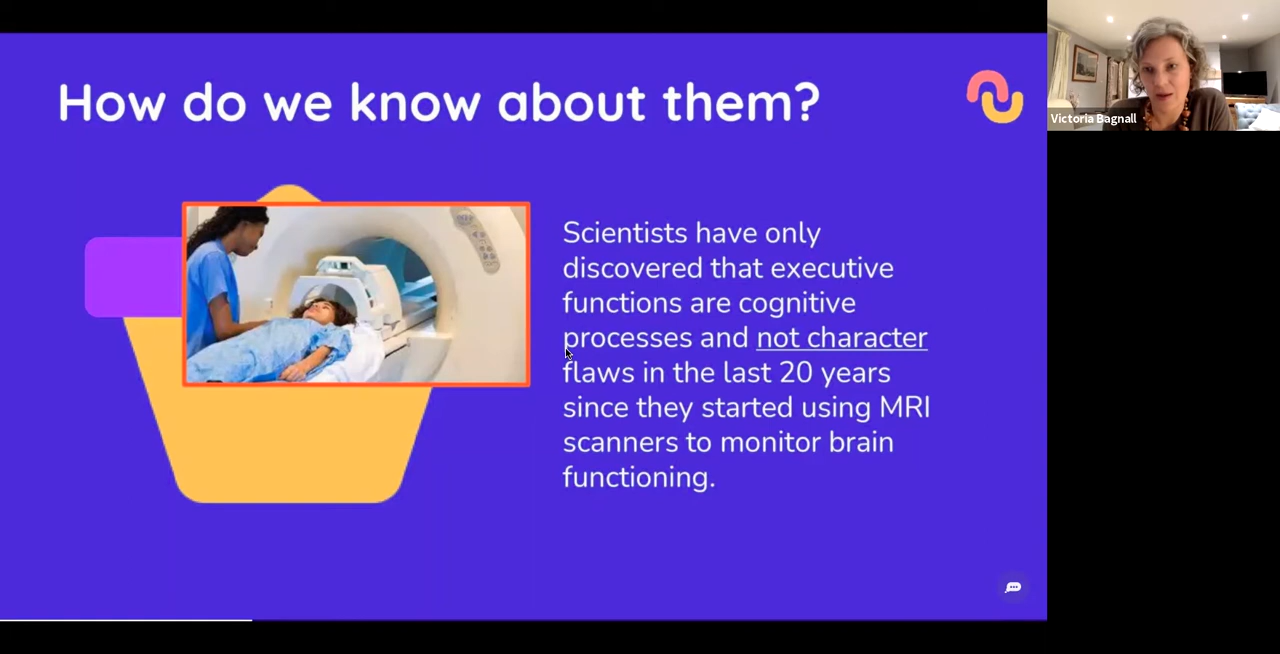 How do we know about them?
Victoria Bagnall
Scientists have only
discovered that executive
functions are cognitive
processes and not character
flaws in the last 20 years
since they started using MRI
scanners to monitor brain
functioning.